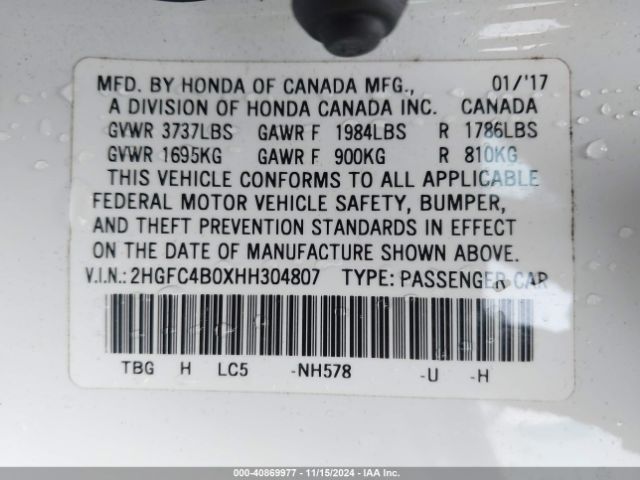 MFD. BY HONDA OF CANADA MFG., 01/'17
A DIVISION OF HONDA CANADA INC. CANADA
GVWR 3737LBS GAWR F 1984LBS R 1786LBS
GVWR 1695KG GAWR F 900KG R 810KG
THIS VEHICLE CONFORMS TO ALL APPLICABLE
FEDERAL MOTOR VEHICLE SAFETY, BUMPER,
AND THEFT PREVENTION STANDARDS IN EFFECT
ON THE DATE OF MANUFACTURE SHOWN ABOVE.
V.I.N.: 2HGFC4B0XHH304807 TYPE: PASSENGER CAR
TBG H LC5 -NH578 -U -H
000-40869977 - 11/15/2024 - IAA Inc.